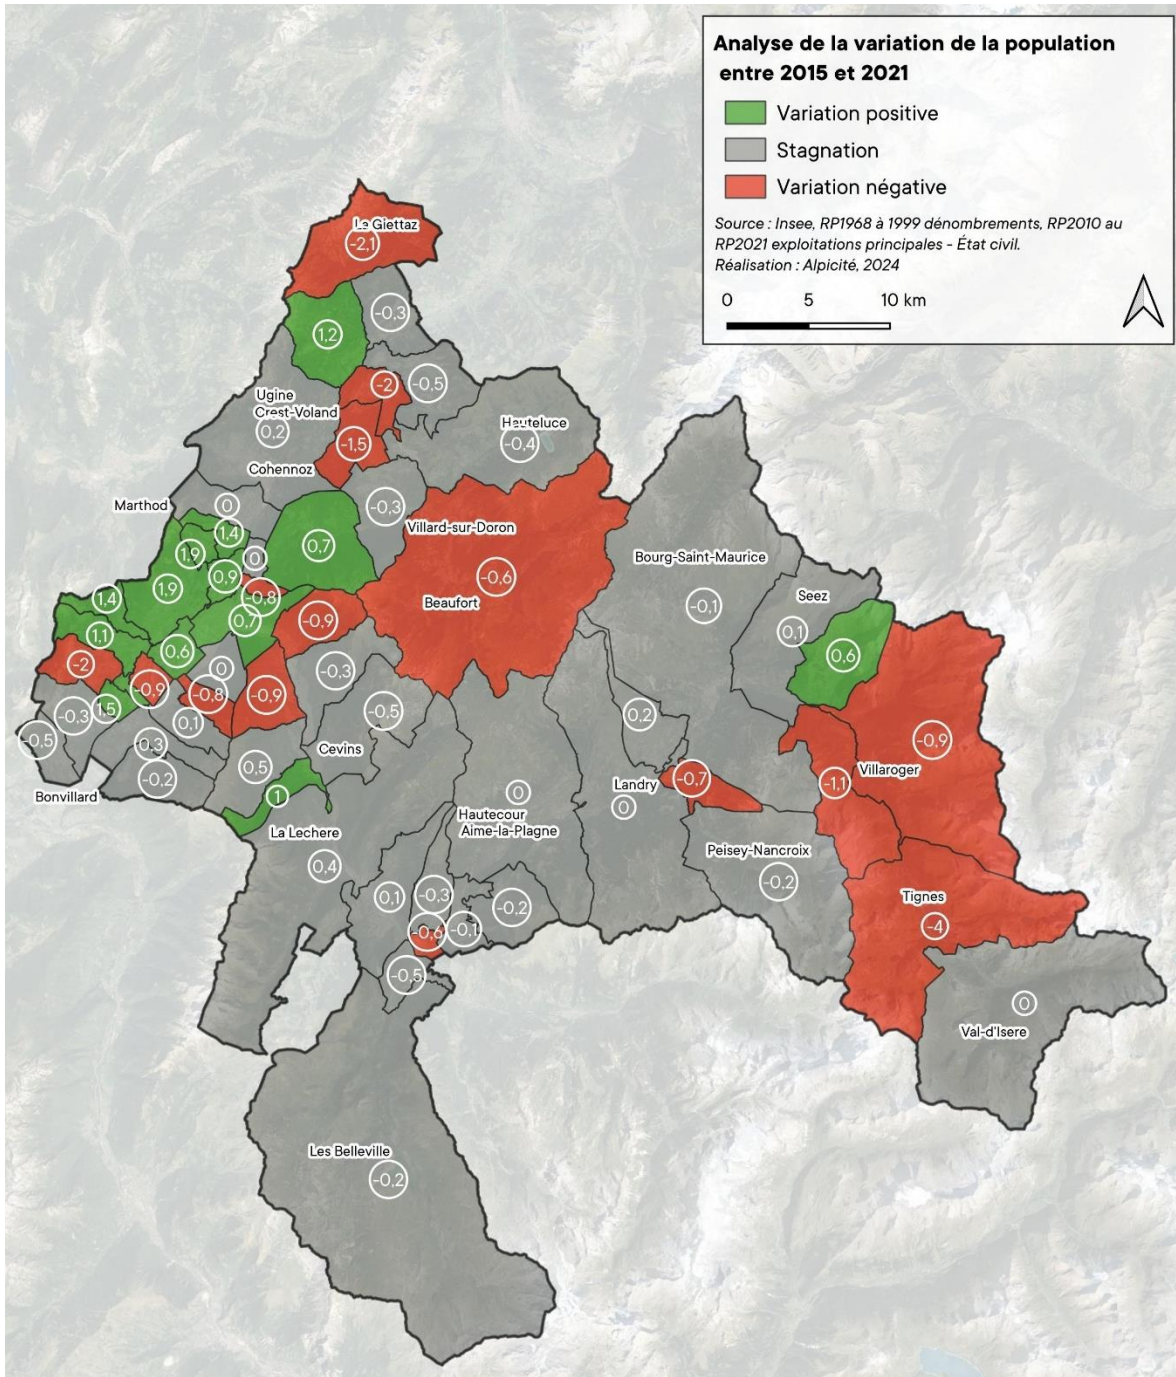 Analyse de la variation de la population
entre 2015 et 2021
Variation positive
Stagnation
Variation négative
Source : Insee, RP1968 à 1999 dénombrements, RP2010 au
RP2021 exploitations principales - État civil.
Réalisation : Alpicité, 2024
0 5 10 km
La Giettaz
-2,1
-0,3
1,2
-2
-0,5
Ugine
Crest-Voland
0,2
-1,5
Hauteluce
-0,4
Cohennoz
Marthod
0
-0,3
1,4
Villard-sur-Doron
0,7
1,9
0
Bourg-Saint-Maurice
0,9
-0,6
1,9
-0,8
1,4
Beaufort
-0,1
Seez
0,7
-0,9
1,1
0,1
0,6
0,6
-2
0
-0,3
-0,9
-0,8
-0,9
1,5
-0,3
-0,5
0,2
0,1
-0,5
0,3
-0,9
Cevins
0,5
-0,2
Villaroger
-0,7
-1,1
Landry
Bonvillard
1
0
0
Hautecour
La Lechere
Aime-la-Plagne
Peisey-Nancroix
0,4
-0,2
0,1
-0,3
Tignes
-0,2
-4
-0,6
-0,1
-0,5
0
Val-d'Isere
Les Belleville
-0,2